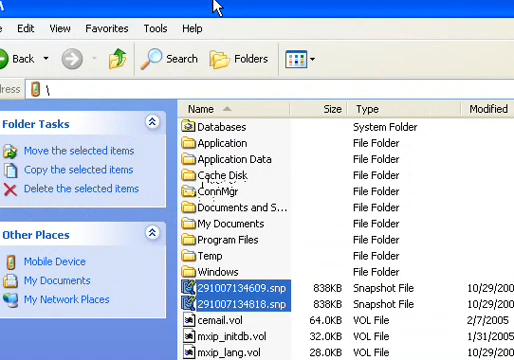 Edit View Favorites Tools Help
Back Search Folders
dress \
Name Size Type Modified
Folder Tasks
Move the selected items
Copy the selected items
Delete the selected items
Other Places
Mobile Device
My Documents
My Network Places
Databases System Folder
Application File Folder
Application Data File Folder
Cache Disk File Folder
ConnMgr File Folder
Documents and S... File Folder
My Documents File Folder
Program Files File Folder
Temp File Folder
Windows File Folder
291007134609.snp 838KB Snapshot File 10/29/200
291007134818.snp 838KB Snapshot File 10/29/200
cemail.vol 64.0KB VOL File 2/7/2005
mxip_initdb.vol 32.0KB VOL File 1/31/2005
mxip_lang.vol 28.0KB VOL File 10/29/200